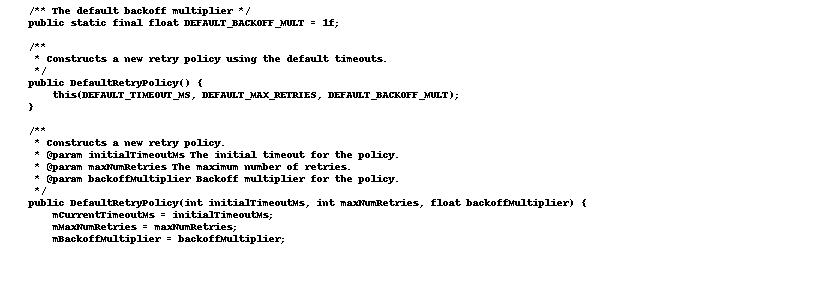 /** The default backoff multiplier */
public static final float DEFAULT_BACKOFF_MULT = 1f;
/**
* Constructs a new retry policy using the default timeouts.
*/
public DefaultRetryPolicy() {
this(DEFAULT_TIMEOUT_MS, DEFAULT_MAX_RETRIES, DEFAULT_BACKOFF_MULT);
}
/**
* Constructs a new retry policy.
* @param initialTimeoutMs The initial timeout for the policy.
* @param maxNumRetries The maximum number of retries.
* @param backoffMultiplier Backoff multiplier for the policy.
*/
public DefaultRetryPolicy(int initialTimeoutMs, int maxNumRetries, float backoffMultiplier) {
mCurrentTimeoutMs = initialTimeoutMs;
mMaxNumRetries = maxNumRetries;
mBackoffMultiplier = backoffMultiplier;